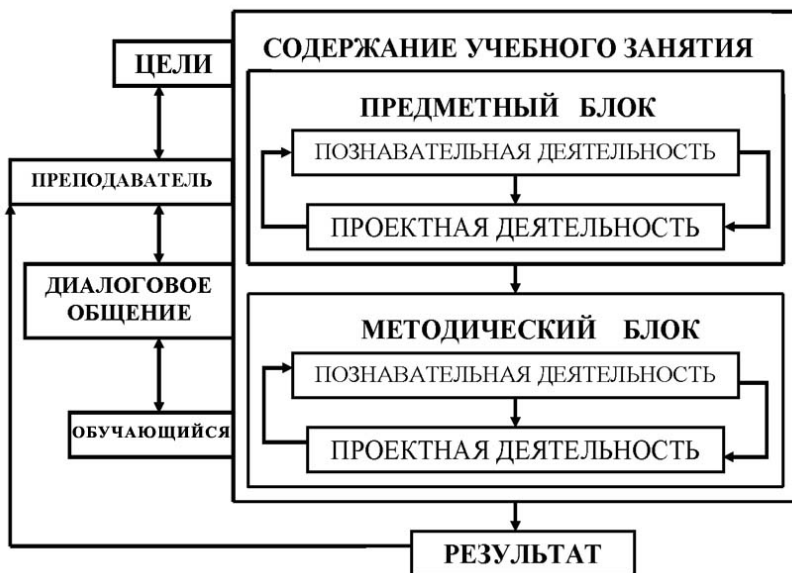 ЦЕЛИ
ПРЕПОДАВАТЕЛЬ
ДИАЛОГОВОЕ
ОБЩЕНИЕ
ОБУЧАЮЩИЙСЯ
СОДЕРЖАНИЕ УЧЕБНОГО ЗАНЯТИЯ
ПРЕДМЕТНЫЙ БЛОК
ПОЗНАВАТЕЛЬНАЯ ДЕЯТЕЛЬНОСТЬ
ПРОЕКТНАЯ ДЕЯТЕЛЬНОСТЬ
МЕТОДИЧЕСКИЙ БЛОК
ПОЗНАВАТЕЛЬНАЯ ДЕЯТЕЛЬНОСТЬ
ПРОЕКТНАЯ ДЕЯТЕЛЬНОСТЬ
РЕЗУЛЬТАТ